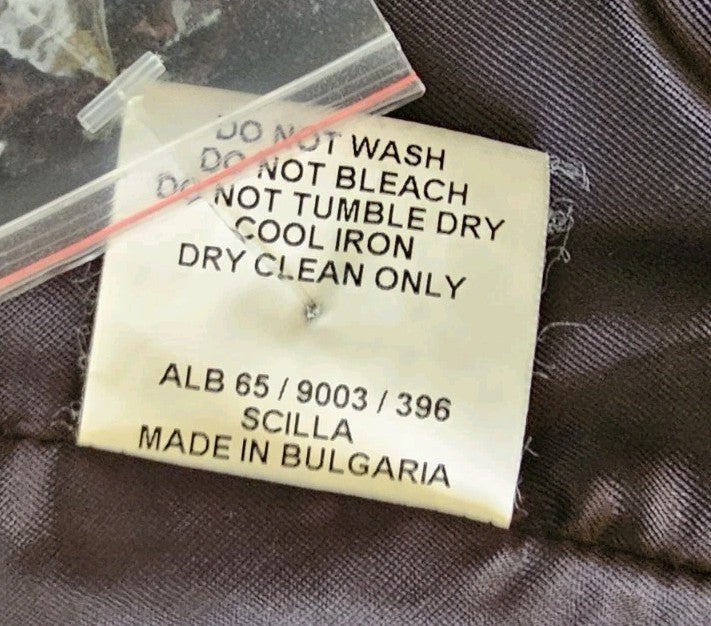 DO NOT WASH
DO NOT BLEACH
DO NOT TUMBLE DRY
COOL IRON
DRY CLEAN ONLY
ALB 65 / 9003 / 396
SCILLA
MADE IN BULGARIA